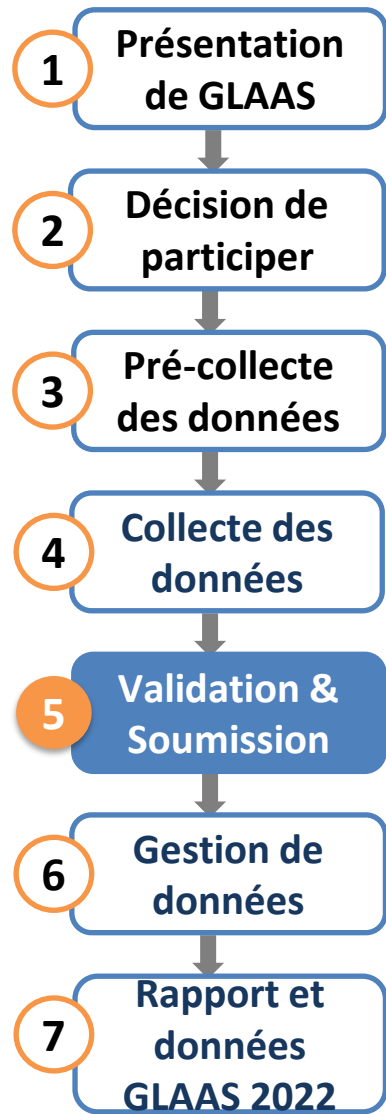 1
Présentation
de GLAAS
2
Décision de
participer
3
Pré-collecte
des données
4
Collecte des
données
5
Validation &
Soumission
6
Gestion de
données
7
Rapport et
données
GLAAS 2022